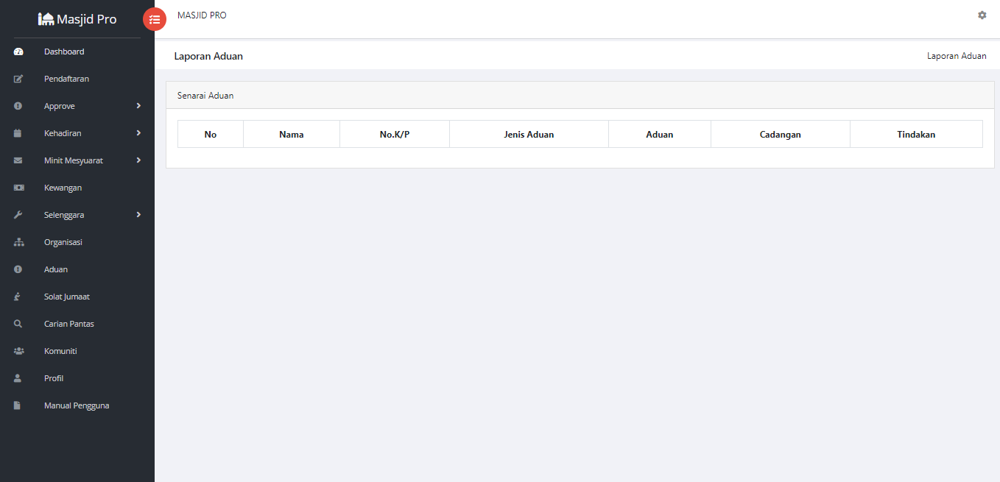 Masjid Pro
MASJID PRO
Dashboard
Pendaftaran
Approve
Kehadiran
Minit Mesyuarat
Kewangan
Selenggara
Organisasi
Aduan
Solat Jumaat
Carian Pantas
Komuniti
Profil
Manual Pengguna
Laporan Aduan
Laporan Aduan
Senarai Aduan
No Nama No.K/P Jenis Aduan Aduan Cadangan Tindakan